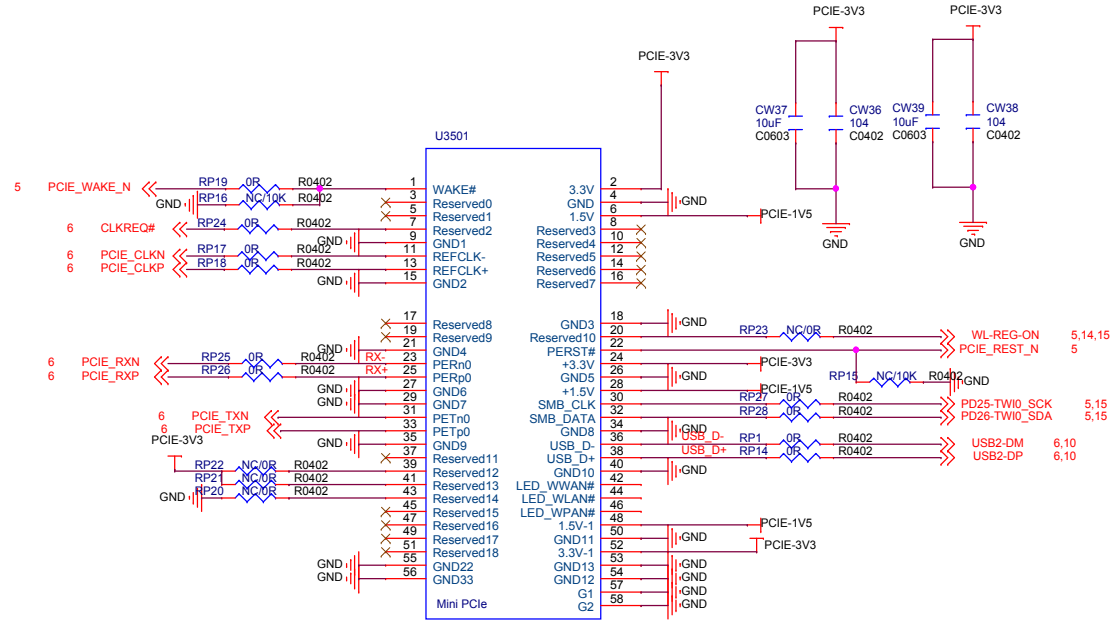 PCIE-3V3 PCIE-3V3
PCIE-3V3
CW37 CW36 CW39 CW38
10uF 104 10uF 104
C0603 C0402 C0603 C0402
GND GND
U3501
5 PCIE_WAKE_N RP19 0R R0402 1 WAKE#
GND RP16 NC/10K R0402 3 Reserved0
5 Reserved1
6 CLKREQ# RP24 0R R0402 7 Reserved2
GND 9 GND1
6 PCIE_CLKN RP17 0R R0402 11 REFCLK-
6 PCIE_CLKP RP18 0R R0402 13 REFCLK+
GND 15 GND2
17 Reserved8
19 Reserved9
GND 21 GND4
6 PCIE_RXN RP25 0R R0402 RX- 23 PERn0
6 PCIE_RXP RP26 0R R0402 RX+ 25 PERp0
GND 27 GND6
GND 29 GND7
6 PCIE_TXN 31 PETn0
6 PCIE_TXP 33 PETp0
PCIE-3V3 GND 35 GND9
37 Reserved11
RP22 NC/0R R0402 39 Reserved12
RP21 NC/0R R0402 41 Reserved13
GND RP20 NC/0R R0402 43 Reserved14
45 Reserved15
47 Reserved16
49 Reserved17
51 Reserved18
GND 55 GND22
GND 56 GND33
Mini PCIe
3.3V 2
GND 4 GND
1.5V 6 PCIE-1V5
Reserved3 8
Reserved4 10
Reserved5 12
Reserved6 14
Reserved7 16
GND3 18 GND
Reserved10 20 RP23 NC/0R R0402 WL-REG-ON 5,14,15
PERST# 22 PCIE_REST_N 5
+3.3V 24 PCIE-3V3
GND5 26 GND RP15 NC/10K R0402 GND
+1.5V 28 PCIE-1V5
SMB_CLK 30 RP27 0R R0402 PD25-TWI0_SCK 5,15
SMB_DATA 32 RP28 0R R0402 PD26-TWI0_SDA 5,15
GND8 34 GND
USB_D- 36 USB_D- RP1 0R R0402 USB2-DM 6,10
USB_D+ 38 USB_D+ RP14 0R R0402 USB2-DP 6,10
GND10 40 GND
LED_WWAN# 42
LED_WLAN# 44
LED_WPAN# 46
1.5V-1 48 PCIE-1V5
GND11 50 GND
3.3V-1 52 PCIE-3V3
GND13 53 GND
GND12 54 GND
G1 57 GND
G2 58 GND